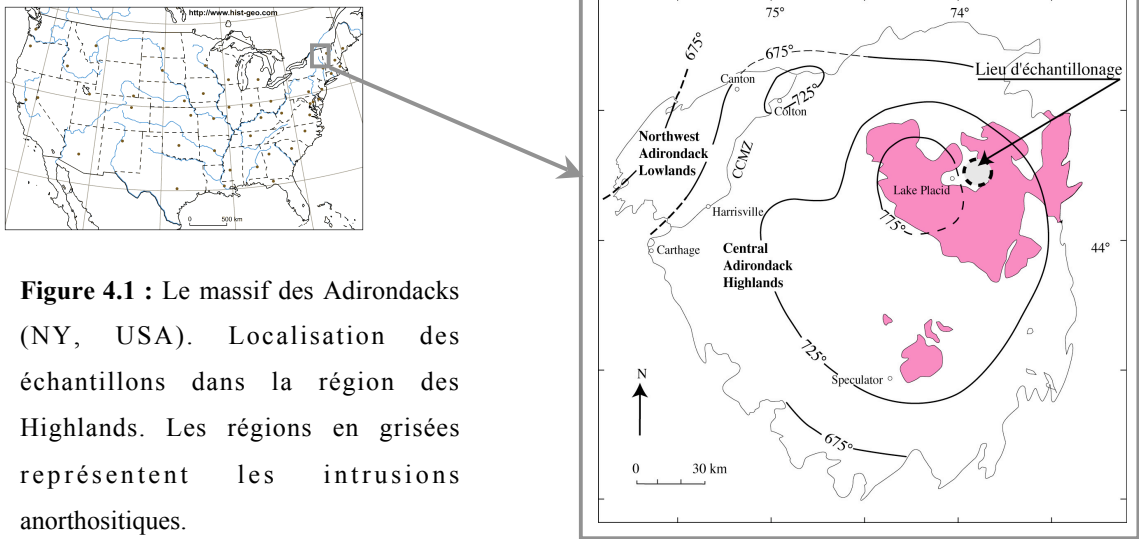 http://www.hist-geo.com
0 500 km
Figure 4.1 : Le massif des Adirondacks
(NY, USA). Localisation des
échantillons dans la région des
Highlands. Les régions en grisées
représentent les intrusions
anorthositiques.
75° 74°
675°
675°
Lieu d'échantillonage
Canton
725°
Colton
Northwest
Adirondack
Lowlands
CCMZ
Lake Placid
Harrisville
775°
Carthage
Central
Adirondack
Highlands
44°
725°
Speculator
N
675°
0 30 km